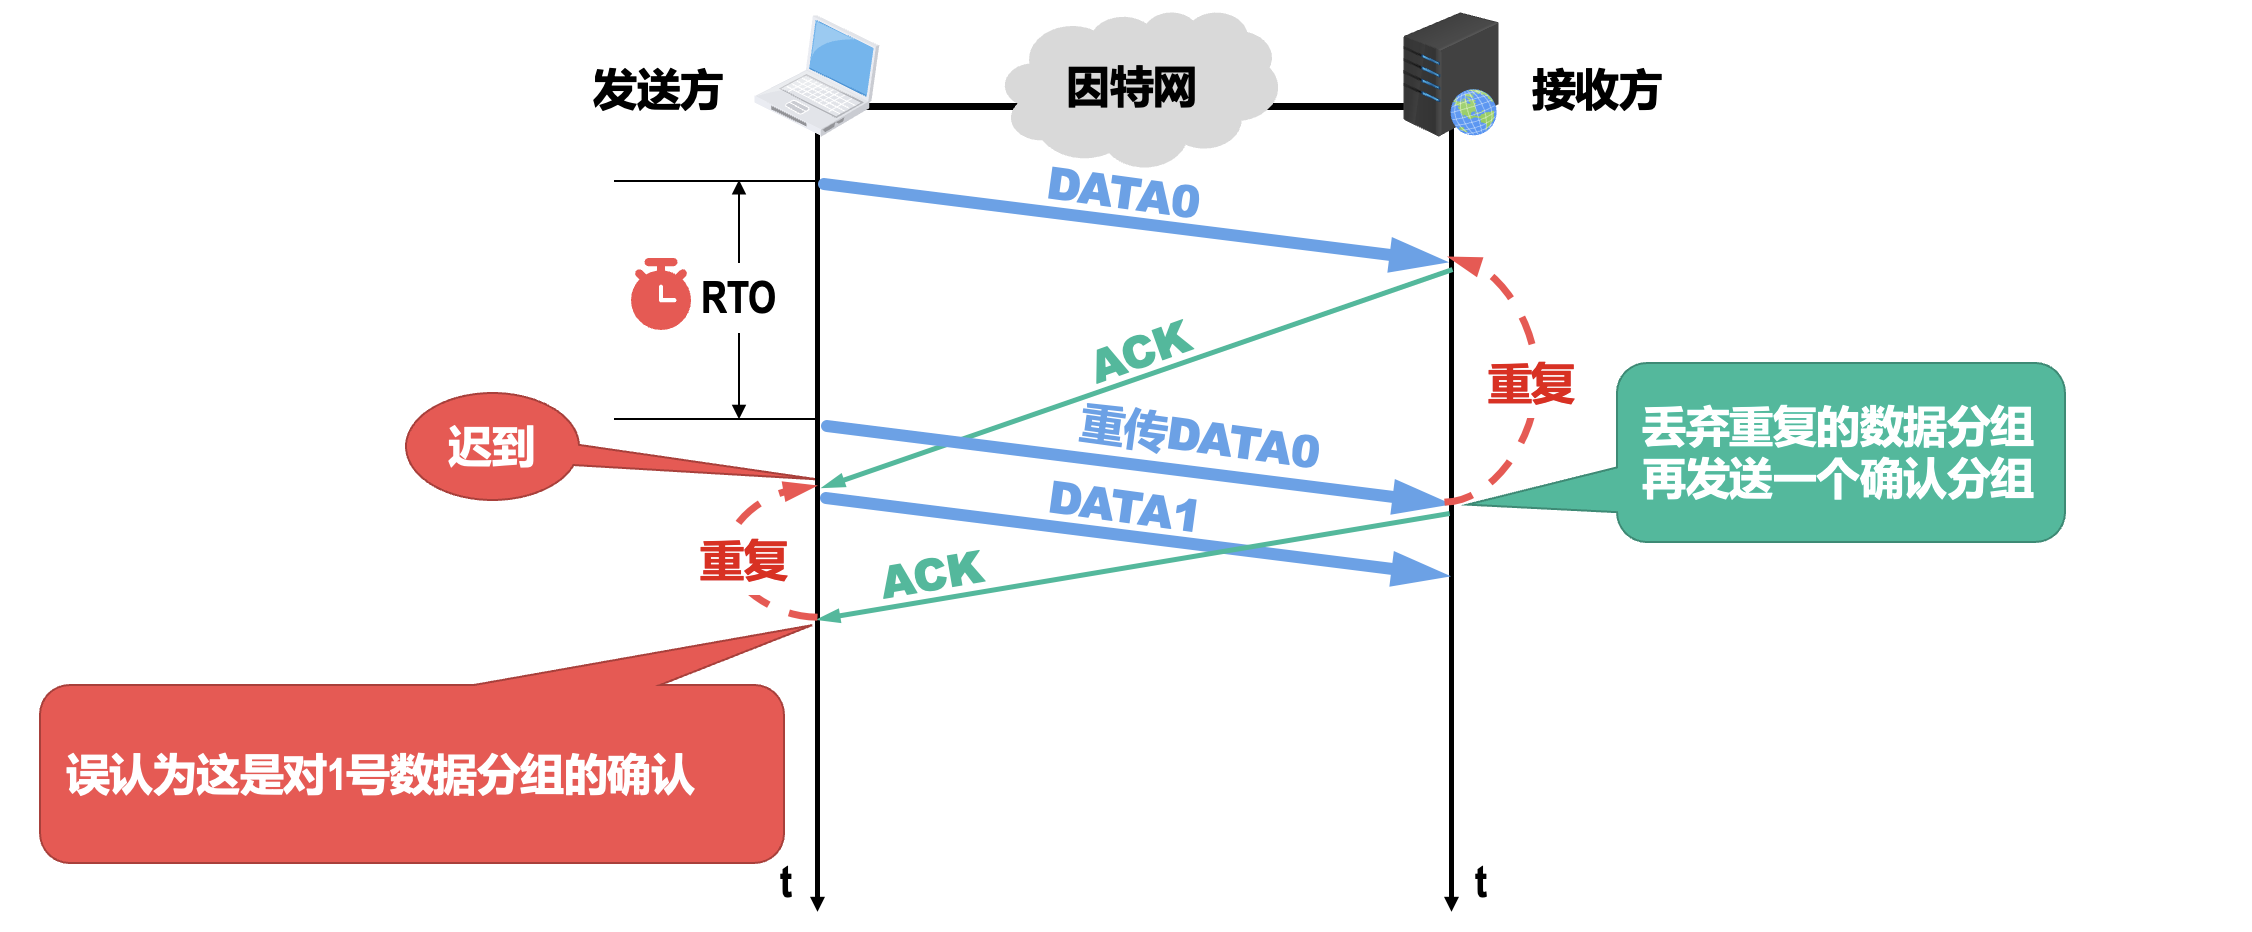 发送方
因特网
接收方
DATA0
RTO
ACK
重复
迟到
重传DATA0
丢弃重复的数据分组
再发送一个确认分组
DATA1
重复
ACK
误认为这是对1号数据分组的确认
t
t